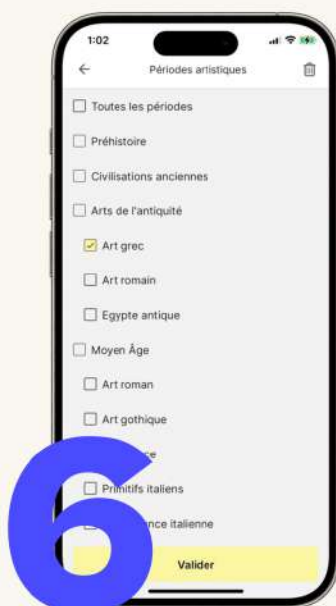 1:02
Périodes artistiques
Toutes les périodes
Préhistoire
Civilisations anciennes
Arts de l'antiquité
Art grec
Art romain
Egypte antique
Moyen Âge
Art roman
Art gothique
Primitifs italiens
italienne
Valider
6